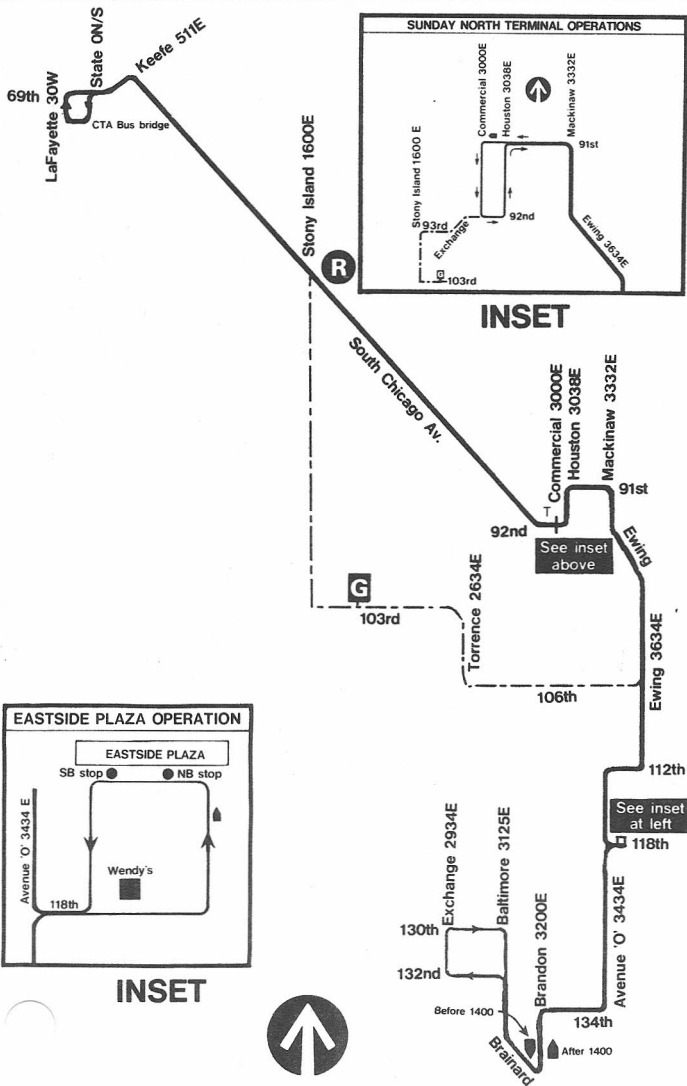 State 0N/S
Keefe 511E
69th
LaFayette 30W
CTA Bus bridge
Stony Island 1600E
R
South Chicago Av.
SUNDAY NORTH TERMINAL OPERATIONS
Commercial 3000E
Houston 3038E
Mackinaw 3332E
91st
Stony Island 1600 E
93rd
Exchange
92nd
Ewing 3634E
G
103rd
INSET
Commercial 3000E
Houston 3038E
Mackinaw 3332E
91st
T
92nd
See inset
above
Ewing
G
103rd
Torrence 2634E
106th
Ewing 3634E
112th
See inset
at left
118th
EASTSIDE PLAZA OPERATION
EASTSIDE PLAZA
SB stop
NB stop
Avenue 'O' 3434 E
Wendy's
118th
INSET
Exchange 2934E
Baltimore 3125E
130th
132nd
Brandon 3200E
Avenue 'O' 3434E
134th
Before 1400
After 1400
Brainard